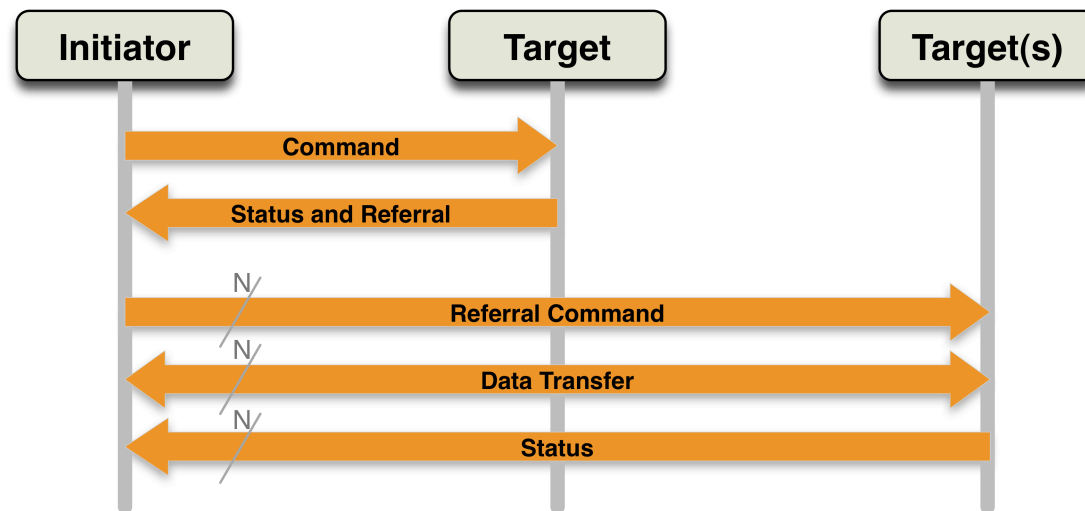 Initiator
Target
Target(s)
Command
Status and Referral
N
Referral Command
N
Data Transfer
N
Status